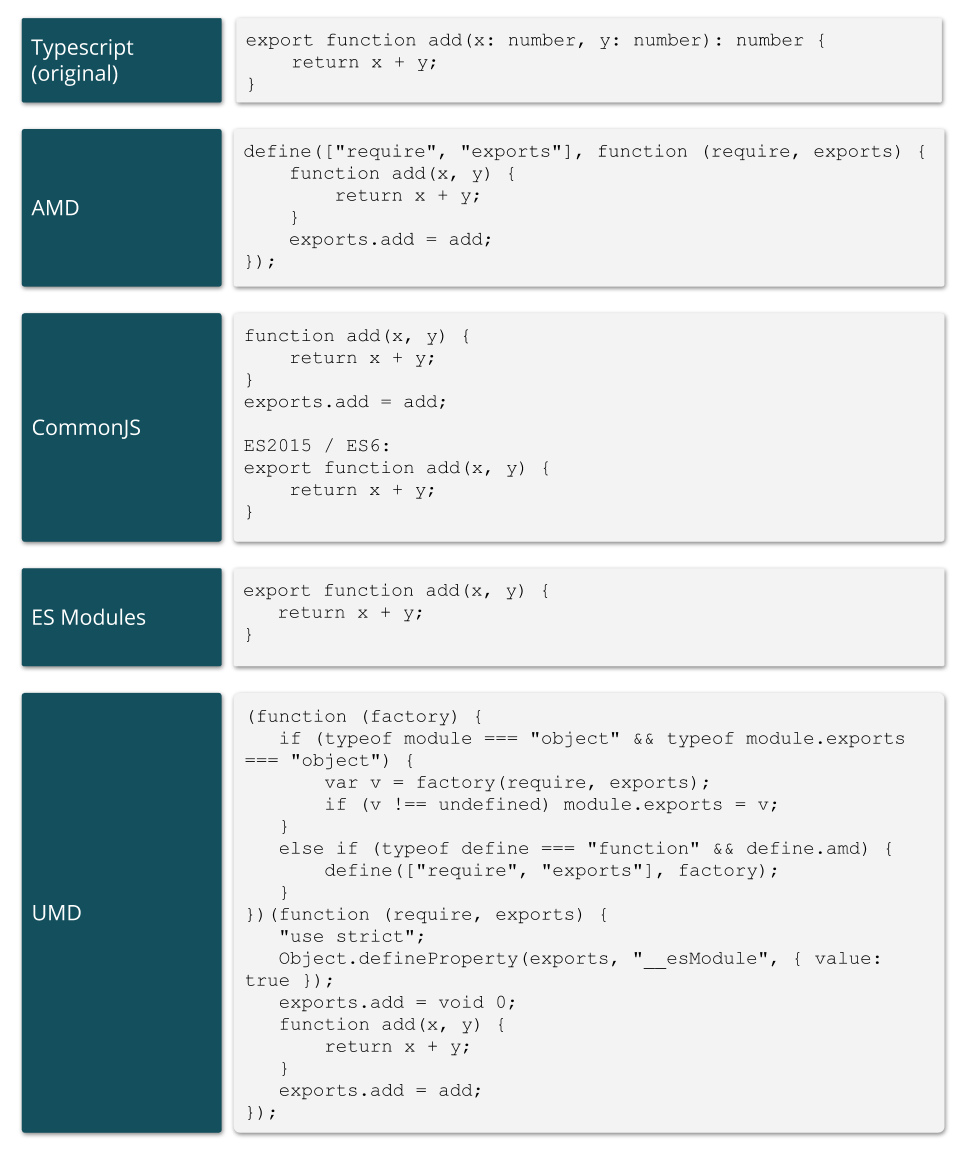 Typescript
(original)
export function add(x: number, y: number): number {
    return x + y;
}
AMD
define(["require", "exports"], function (require, exports) {
    function add(x, y) {
        return x + y;
    }
    exports.add = add;
});
CommonJS
function add(x, y) {
    return x + y;
}
exports.add = add;

ES2015 / ES6:
export function add(x, y) {
    return x + y;
}
ES Modules
export function add(x, y) {
   return x + y;
}
UMD
(function (factory) {
   if (typeof module === "object" && typeof module.exports
=== "object") {
       var v = factory(require, exports);
       if (v !== undefined) module.exports = v;
   }
   else if (typeof define === "function" && define.amd) {
       define(["require", "exports"], factory);
   }
})(function (require, exports) {
   "use strict";
   Object.defineProperty(exports, "__esModule", { value:
true });
   exports.add = void 0;
   function add(x, y) {
       return x + y;
   }
   exports.add = add;
});